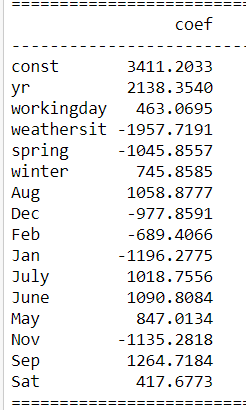 ==============================
coef
------------------------------
const 3411.2033
yr 2138.3540
workingday 463.0695
weathersit -1957.7191
spring -1045.8557
winter 745.8585
Aug 1058.8777
Dec -977.8591
Feb -689.4066
Jan -1196.2775
July 1018.7556
June 1090.8084
May 847.0134
Nov -1135.2818
Sep 1264.7184
Sat 417.6773
==============================